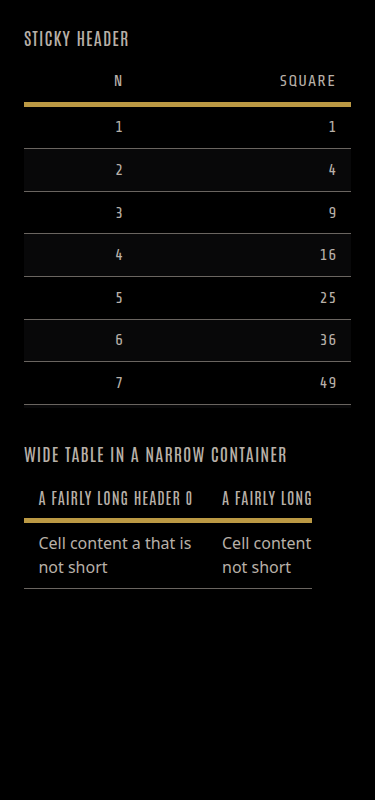 STICKY HEADER
N SQUARE
1 1
2 4
3 9
4 16
5 25
6 36
7 49
WIDE TABLE IN A NARROW CONTAINER
A FAIRLY LONG HEADER 0 A FAIRLY LONG
Cell content a that is Cell content
not short not short